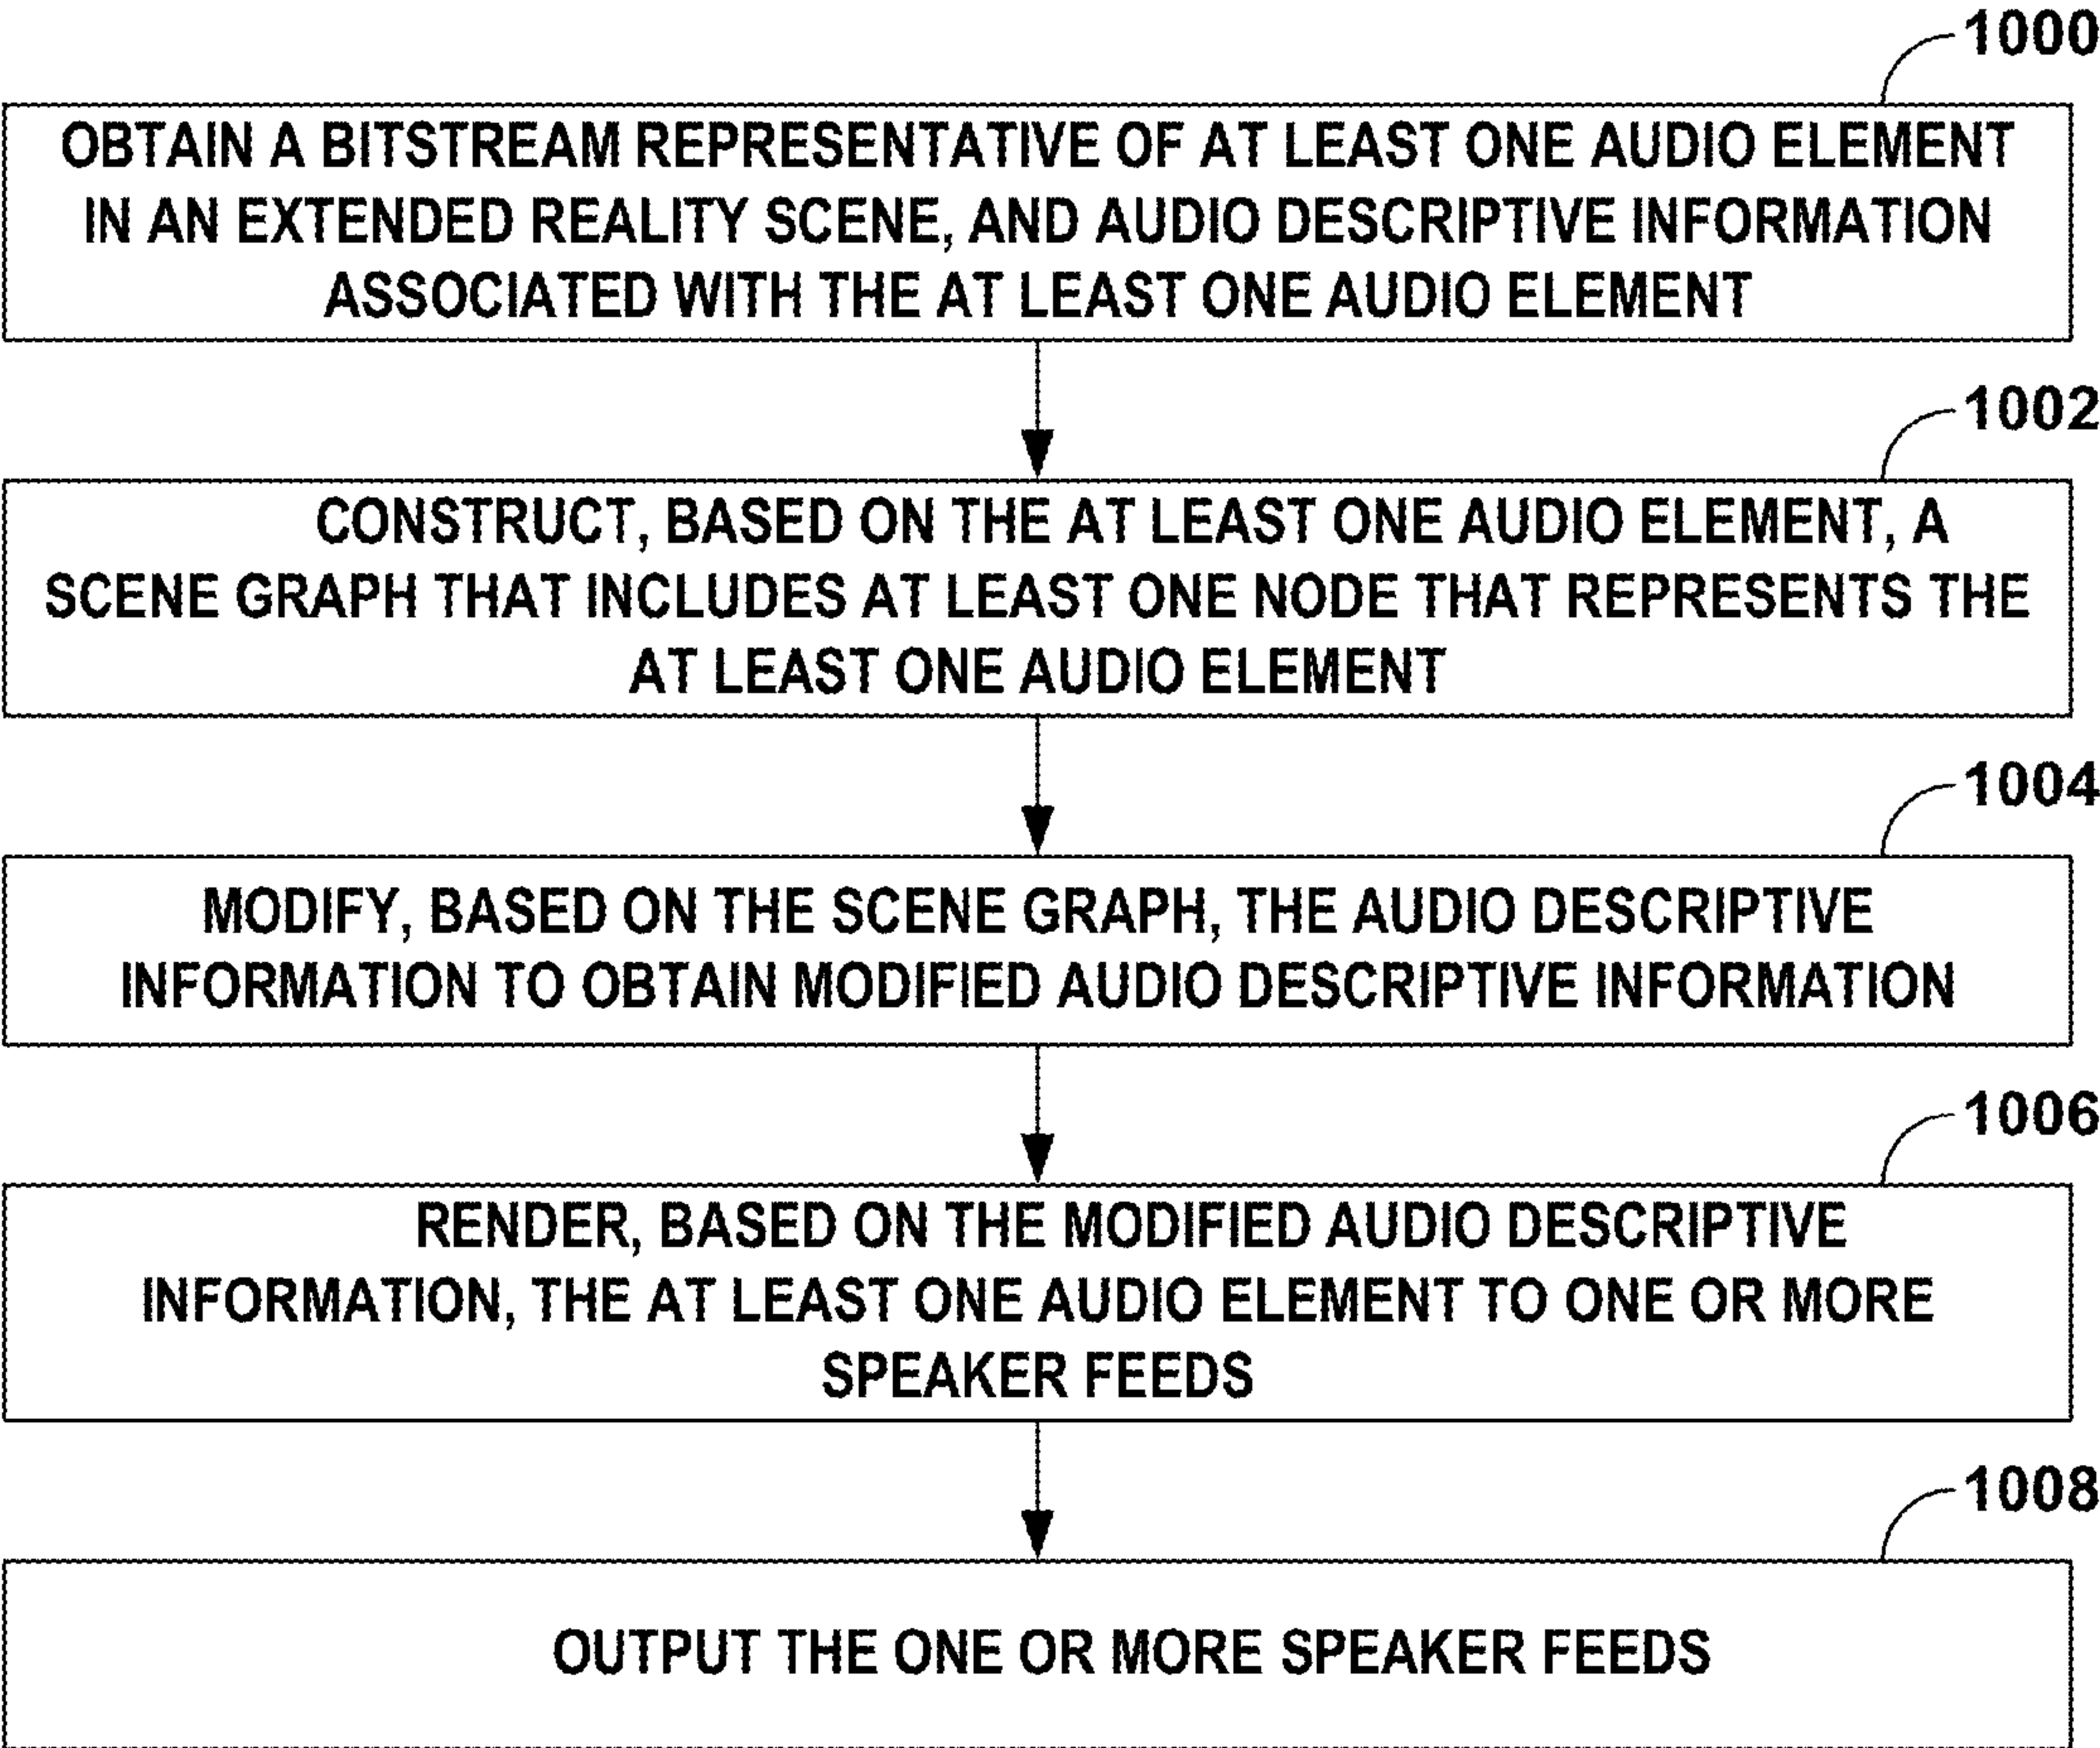 1000
OBTAIN A BITSTREAM REPRESENTATIVE OF AT LEAST ONE AUDIO ELEMENT
IN AN EXTENDED REALITY SCENE, AND AUDIO DESCRIPTIVE INFORMATION
ASSOCIATED WITH THE AT LEAST ONE AUDIO ELEMENT
1002
CONSTRUCT, BASED ON THE AT LEAST ONE AUDIO ELEMENT, A
SCENE GRAPH THAT INCLUDES AT LEAST ONE NODE THAT REPRESENTS THE
AT LEAST ONE AUDIO ELEMENT
1004
MODIFY, BASED ON THE SCENE GRAPH, THE AUDIO DESCRIPTIVE
INFORMATION TO OBTAIN MODIFIED AUDIO DESCRIPTIVE INFORMATION
1006
RENDER, BASED ON THE MODIFIED AUDIO DESCRIPTIVE
INFORMATION, THE AT LEAST ONE AUDIO ELEMENT TO ONE OR MORE
SPEAKER FEEDS
1008
OUTPUT THE ONE OR MORE SPEAKER FEEDS